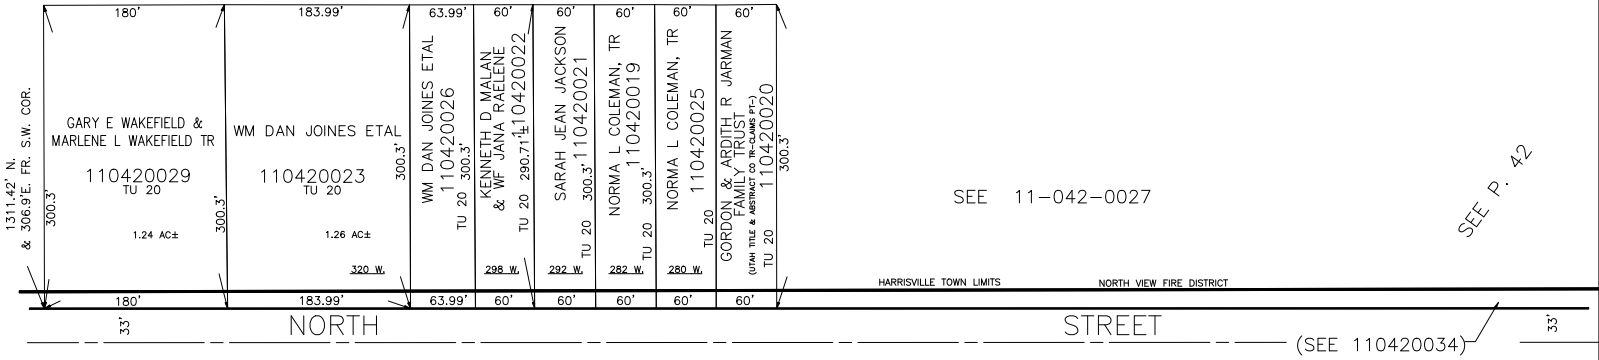 180'
183.99'
63.99'
60'
60'
60'
60'
60'
1311.42' N.
& 306.9'E. FR. S.W. COR.
300.3'
GARY E WAKEFIELD &
MARLENE L WAKEFIELD TR
110420029
TU 20
1.24 AC±
300.3'
WM DAN JOINES ETAL
110420023
TU 20
1.26 AC±
300.3'
320 W.
WM DAN JOINES ETAL
110420026
TU 20 300.3'
KENNETH D MALAN
& WF JANA RAELENE
110420022
TU 20 290.71'±
298 W.
SARAH JEAN JACKSON
110420021
TU 20 300.3'
292 W.
NORMA L COLEMAN, TR
110420019
TU 20 300.3'
282 W.
NORMA L COLEMAN, TR
110420025
TU 20
280 W.
GORDON & ARDITH R JARMAN
FAMILY TRUST
(UTAH TITLE & ABSTRACT CO TR-CLAIMS PT-)
110420020
TU 20
300.3'
SEE 11-042-0027
SEE P. 42
HARRISVILLE TOWN LIMITS
NORTH VIEW FIRE DISTRICT
180'
183.99'
63.99'
60'
60'
60'
60'
60'
33'
NORTH STREET
33'
(SEE 110420034)